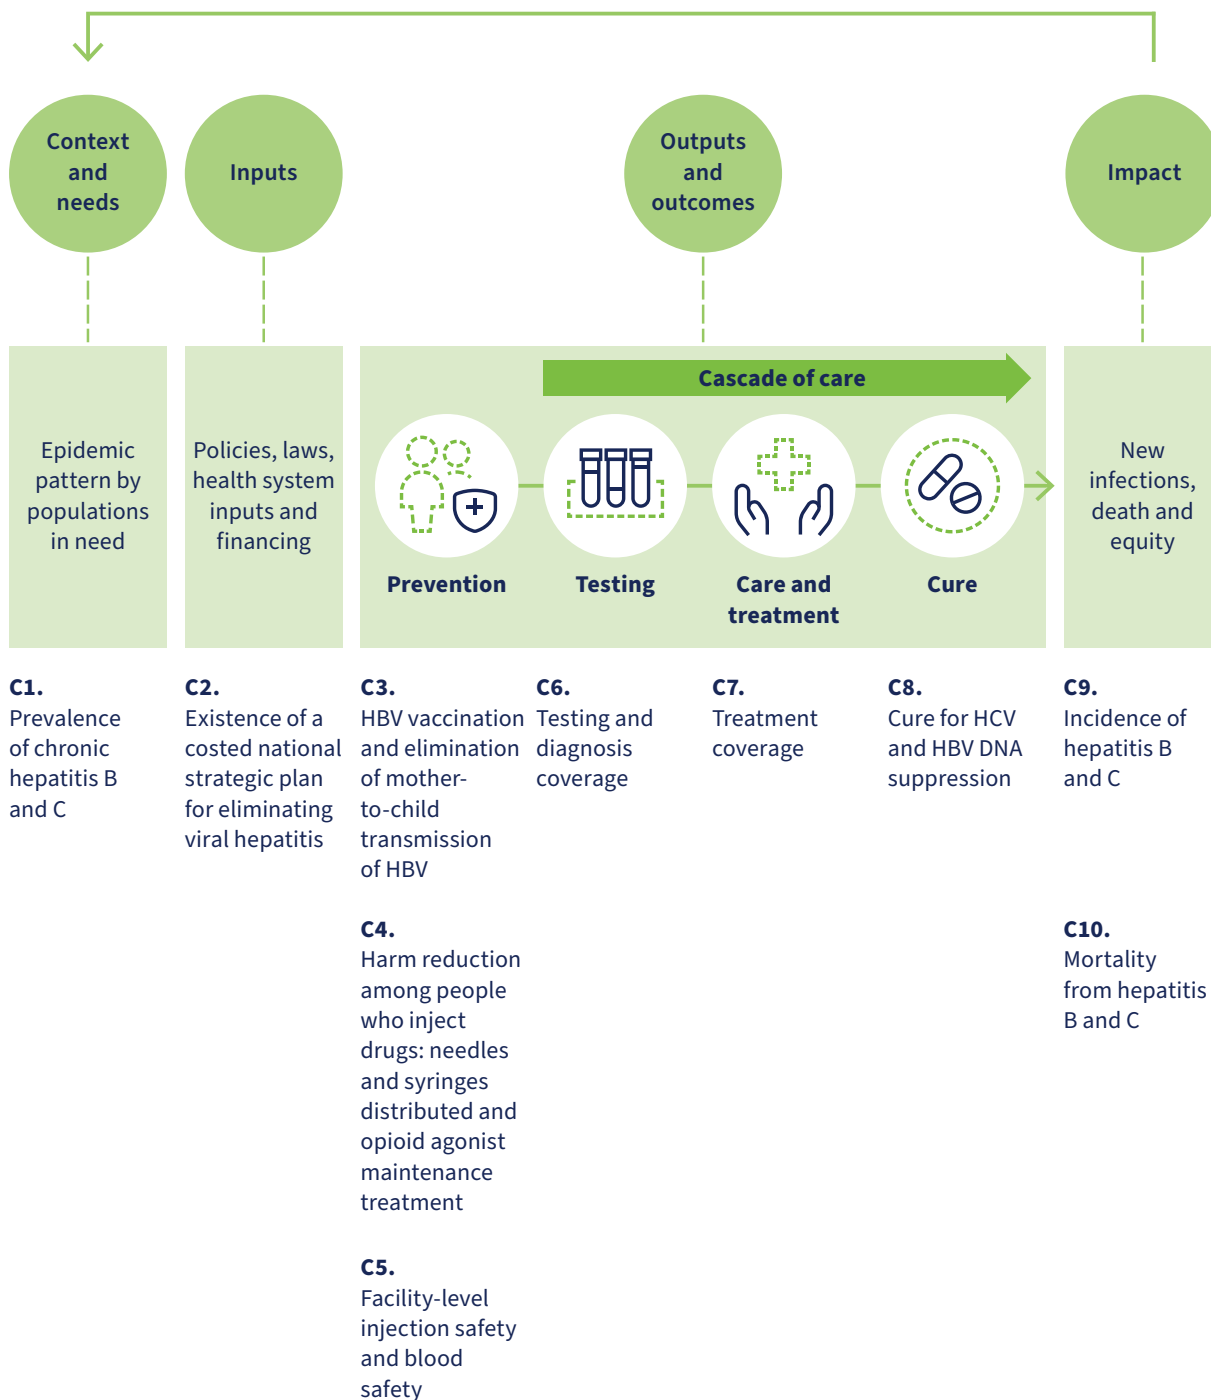 Context
and
needs
Inputs
Outputs
and
outcomes
Impact
Epidemic
pattern by
populations
in need
Policies, laws,
health system
inputs and
financing
Cascade of care
Prevention
Testing
Care and
treatment
Cure
New
infections,
death and
equity
C1.
Prevalence
of chronic
hepatitis B
and C
C2.
Existence of a
costed national
strategic plan
for eliminating
viral hepatitis
C3.
HBV vaccination
and elimination
of mother-
to-child
transmission
of HBV
C4.
Harm reduction
among people
who inject
drugs: needles
and syringes
distributed and
opioid agonist
maintenance
treatment
C5.
Facility-level
injection safety
and blood
safety
C6.
Testing and
diagnosis
coverage
C7.
Treatment
coverage
C8.
Cure for HCV
and HBV DNA
suppression
C9.
Incidence of
hepatitis B
and C
C10.
Mortality
from hepatitis
B and C